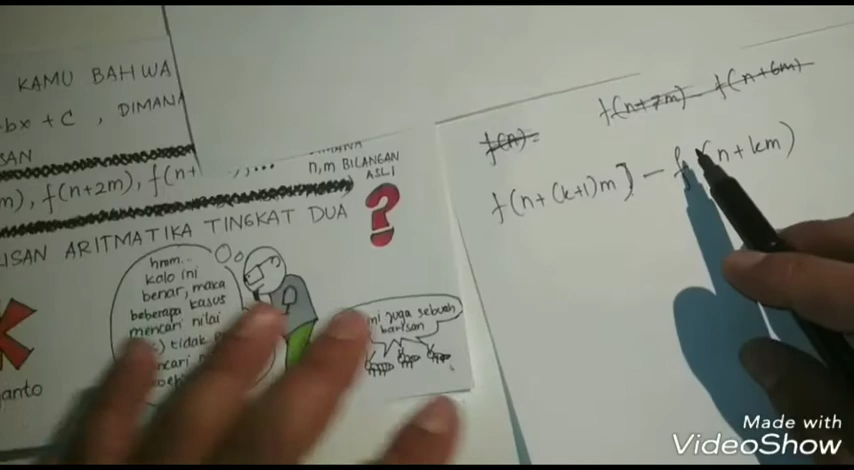 KAMU BAHWA
bx + C , DIMANA
SAN
m), f(n+2m), f(n+
, ; ...
n,m BILANGAN
ASLI
ISAN ARITMATIKA TINGKAT DUA
?
hmm...
kalo ini
benar, maka
beberapa kasus
mencari nilai
tidak
ini juga sebuah
barisan
anto
f(n) =
f(n+7m) - f(n+6m)
f(n+(k+1)m) - f(n+km)
Made with
VideoShow